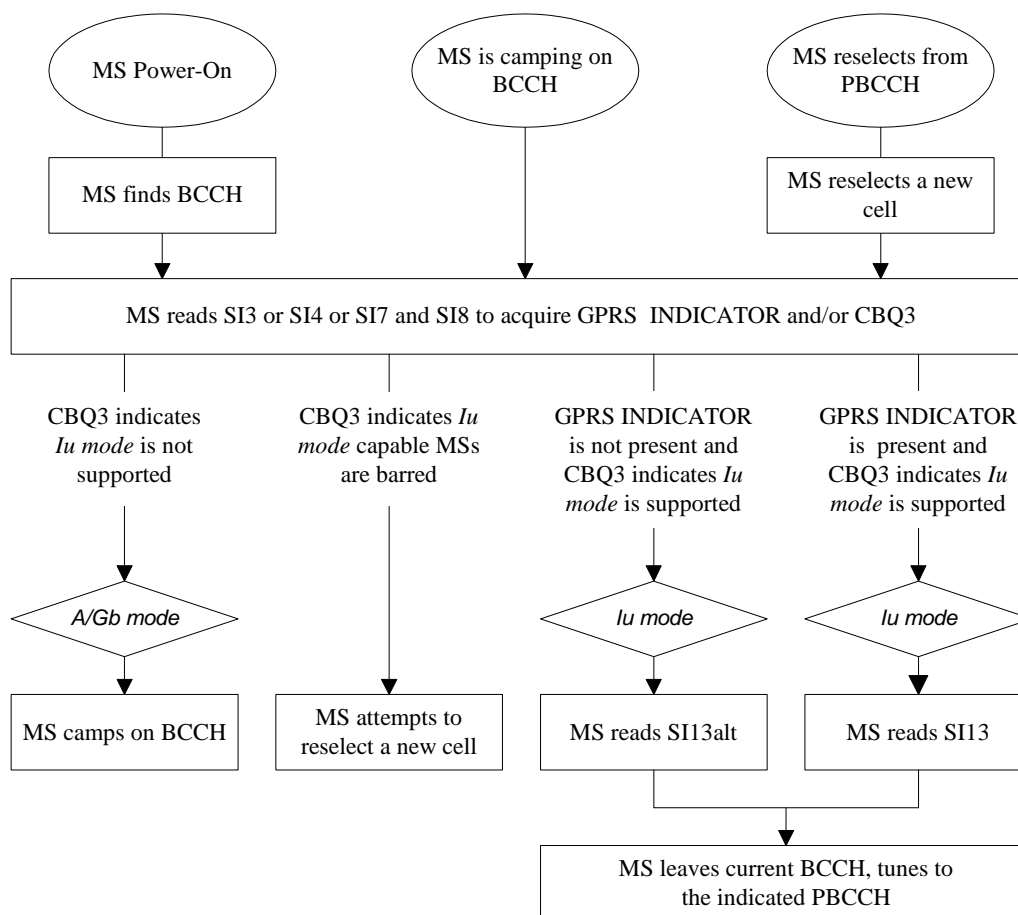 MS Power-On
MS is camping on
BCCH
MS reselects from
PBCCH
MS finds BCCH
MS reselects a new
cell
MS reads SI3 or SI4 or SI7 and SI8 to acquire GPRS INDICATOR and/or CBQ3
CBQ3 indicates
Iu mode is not
supported
CBQ3 indicates Iu
mode capable MSs
are barred
GPRS INDICATOR
is not present and
CBQ3 indicates Iu
mode is supported
GPRS INDICATOR
is present and
CBQ3 indicates Iu
mode is supported
A/Gb mode
Iu mode
Iu mode
MS camps on BCCH
MS attempts to
reselect a new cell
MS reads SI13alt
MS reads SI13
MS leaves current BCCH, tunes to
the indicated PBCCH